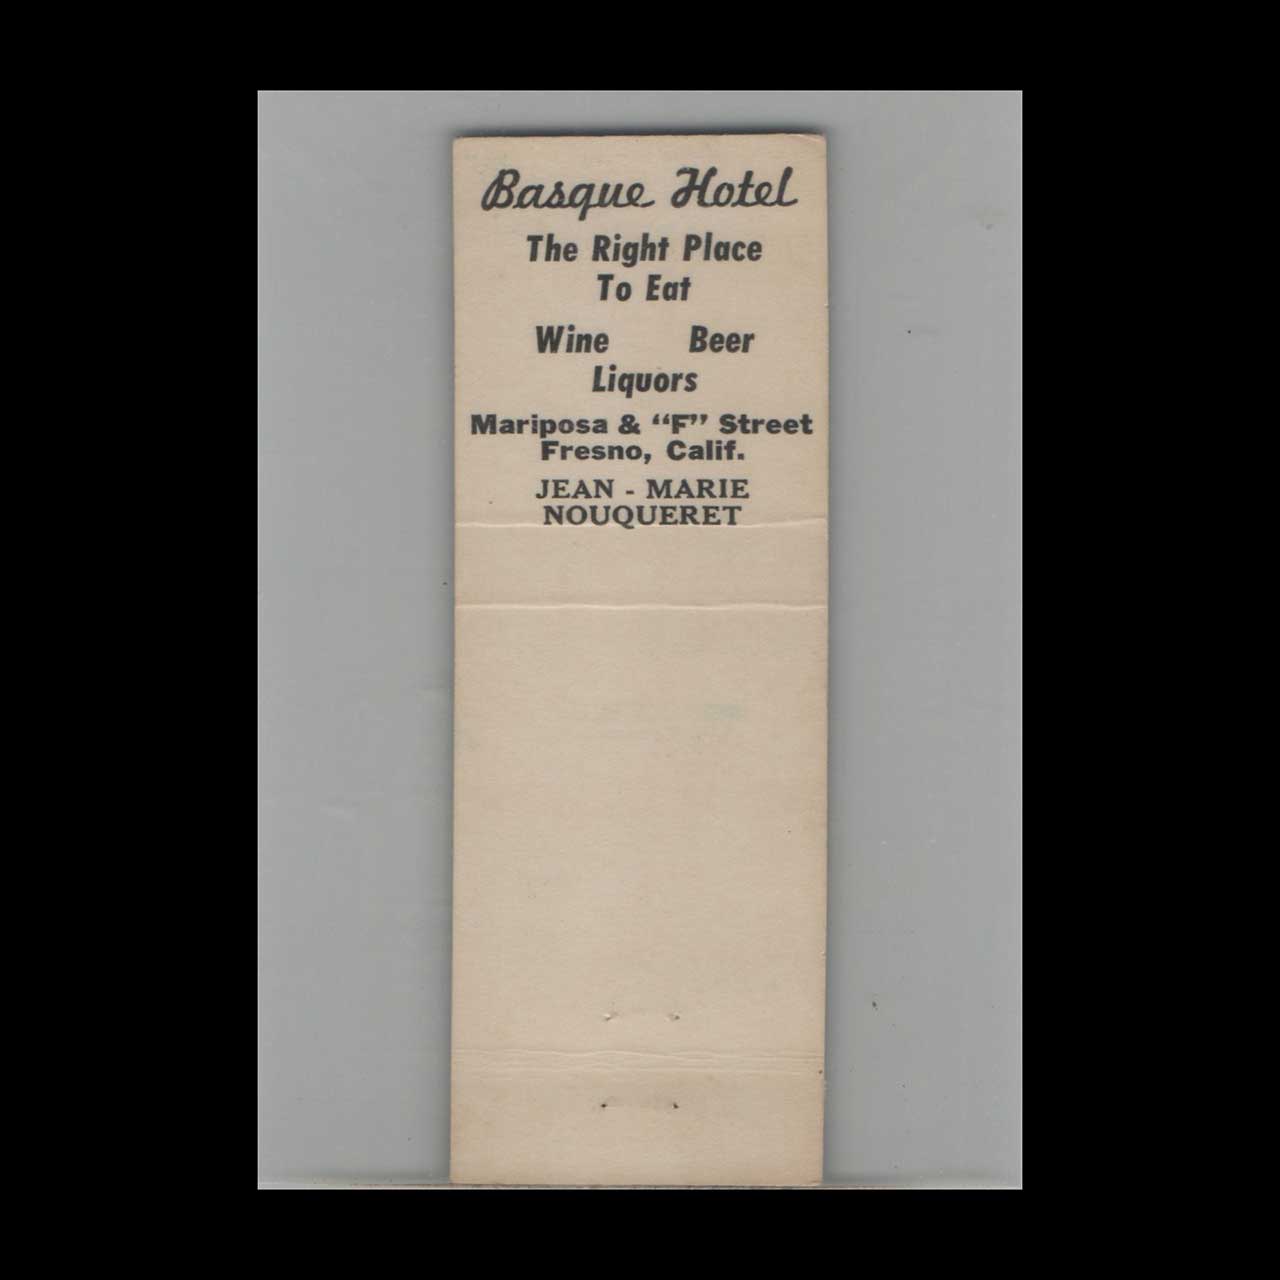 Basque Hotel
The Right Place
To Eat
Wine Beer
Liquors
Mariposa & "F" Street
Fresno, Calif.
JEAN - MARIE
NOUQUERET